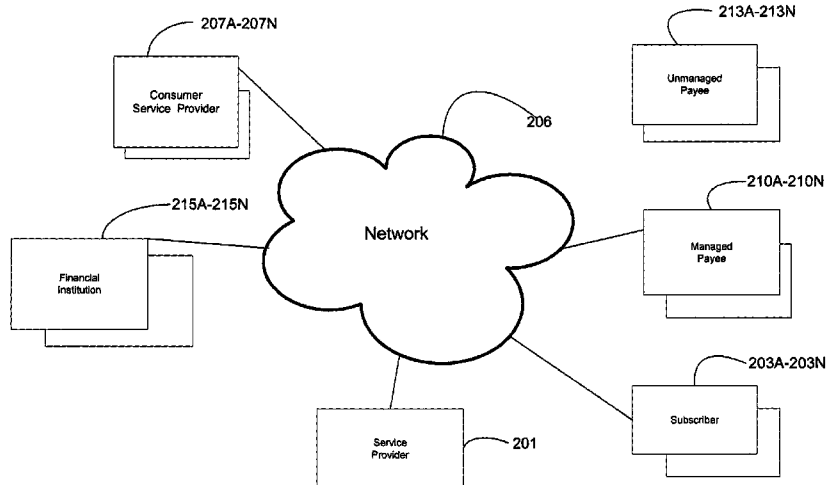 207A-207N
213A-213N
Consumer
Service Provider
Unmanaged
Payee
206
215A-215N
210A-210N
Network
Managed
Payee
Financial
Institution
203A-203N
Subscriber
Service
Provider
201